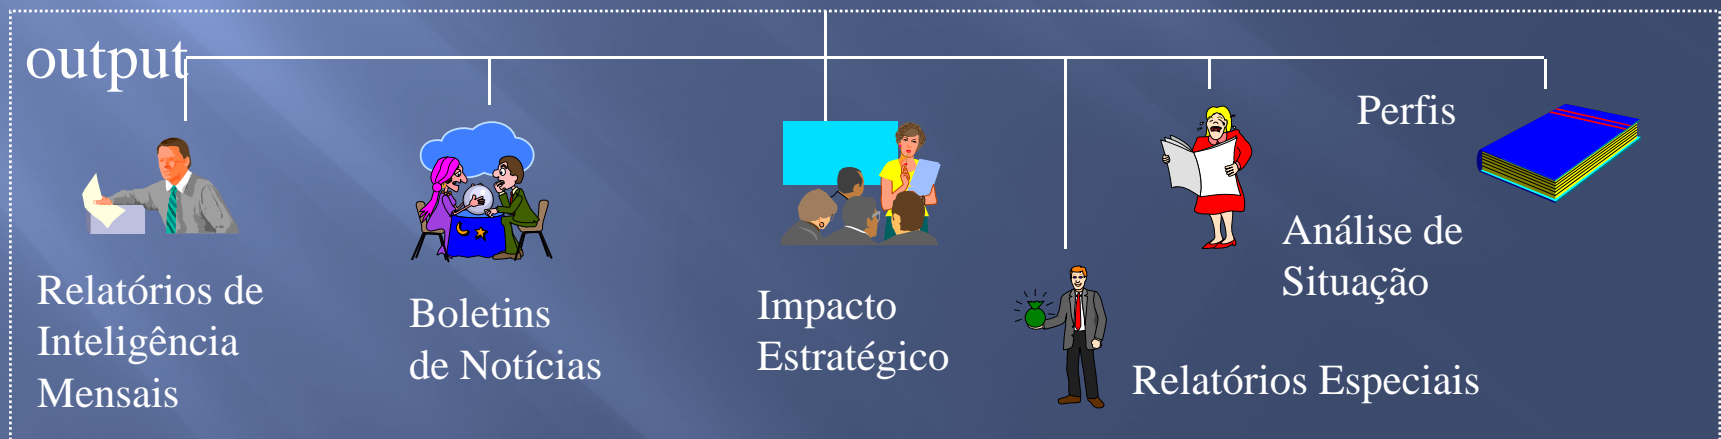 output
Relatórios de
Inteligência
Mensais
Boletins
de Notícias
Impacto
Estratégico
Relatórios Especiais
Análise de
Situação
Perfis